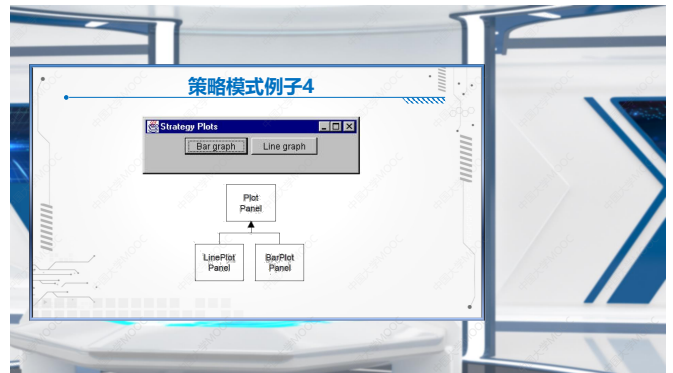 策略模式例子4
Strategy Plots
Bar graph Line graph
Plot
Panel
LinePlot BarPlot
Panel Panel